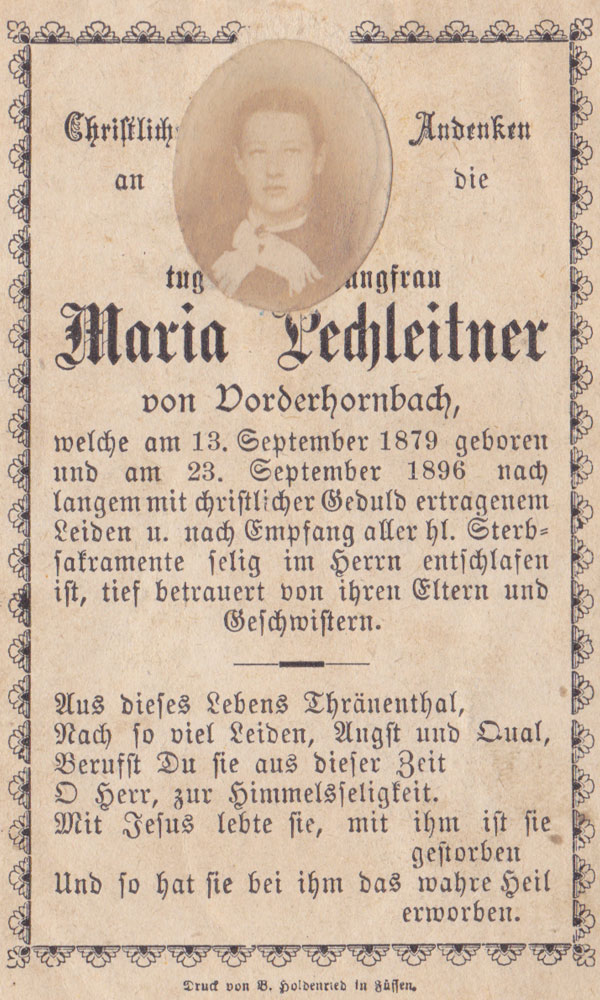 Christlich Andenken
an die
tug ungfrau
Maria Pechleitner
von Vorderhornbach,
welche am 13. September 1879 geboren
und am 23. September 1896 nach
langem mit christlicher Geduld ertragenem
Leiden u. nach Empfang aller hl. Sterb-
sakramente selig im Herrn entschlafen
ist, tief betrauert von ihren Eltern und
Geschwistern.
Aus dieses Lebens Thränenthal,
Nach so viel Leiden, Angst und Qual,
Berufst Du sie aus dieser Zeit
O Herr, zur Himmelsseligkeit.
Mit Jesus lebte sie, mit ihm ist sie
gestorben
Und so hat sie bei ihm das wahre Heil
erworben.
Druck von B. Holdenried in Füssen.